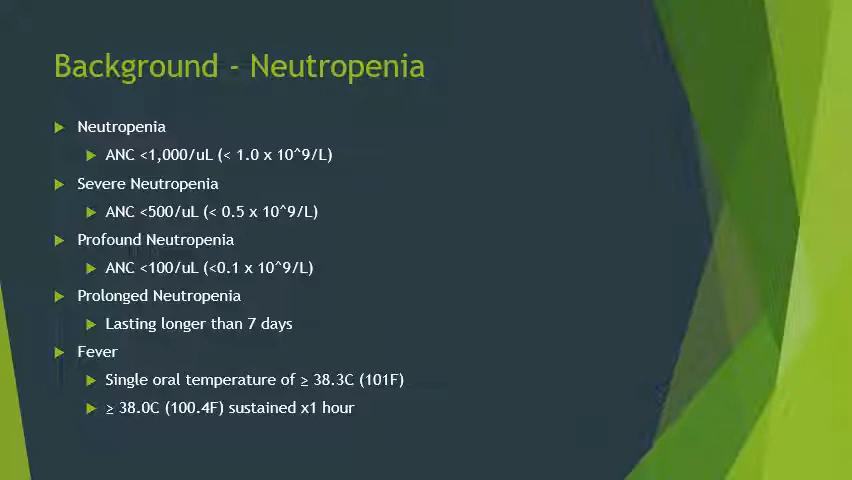 Background - Neutropenia
Neutropenia
ANC <1,000/uL (< 1.0 x 10^9/L)
Severe Neutropenia
ANC <500/uL (< 0.5 x 10^9/L)
Profound Neutropenia
ANC <100/uL (<0.1 x 10^9/L)
Prolonged Neutropenia
Lasting longer than 7 days
Fever
Single oral temperature of ≥ 38.3C (101F)
≥ 38.0C (100.4F) sustained x1 hour